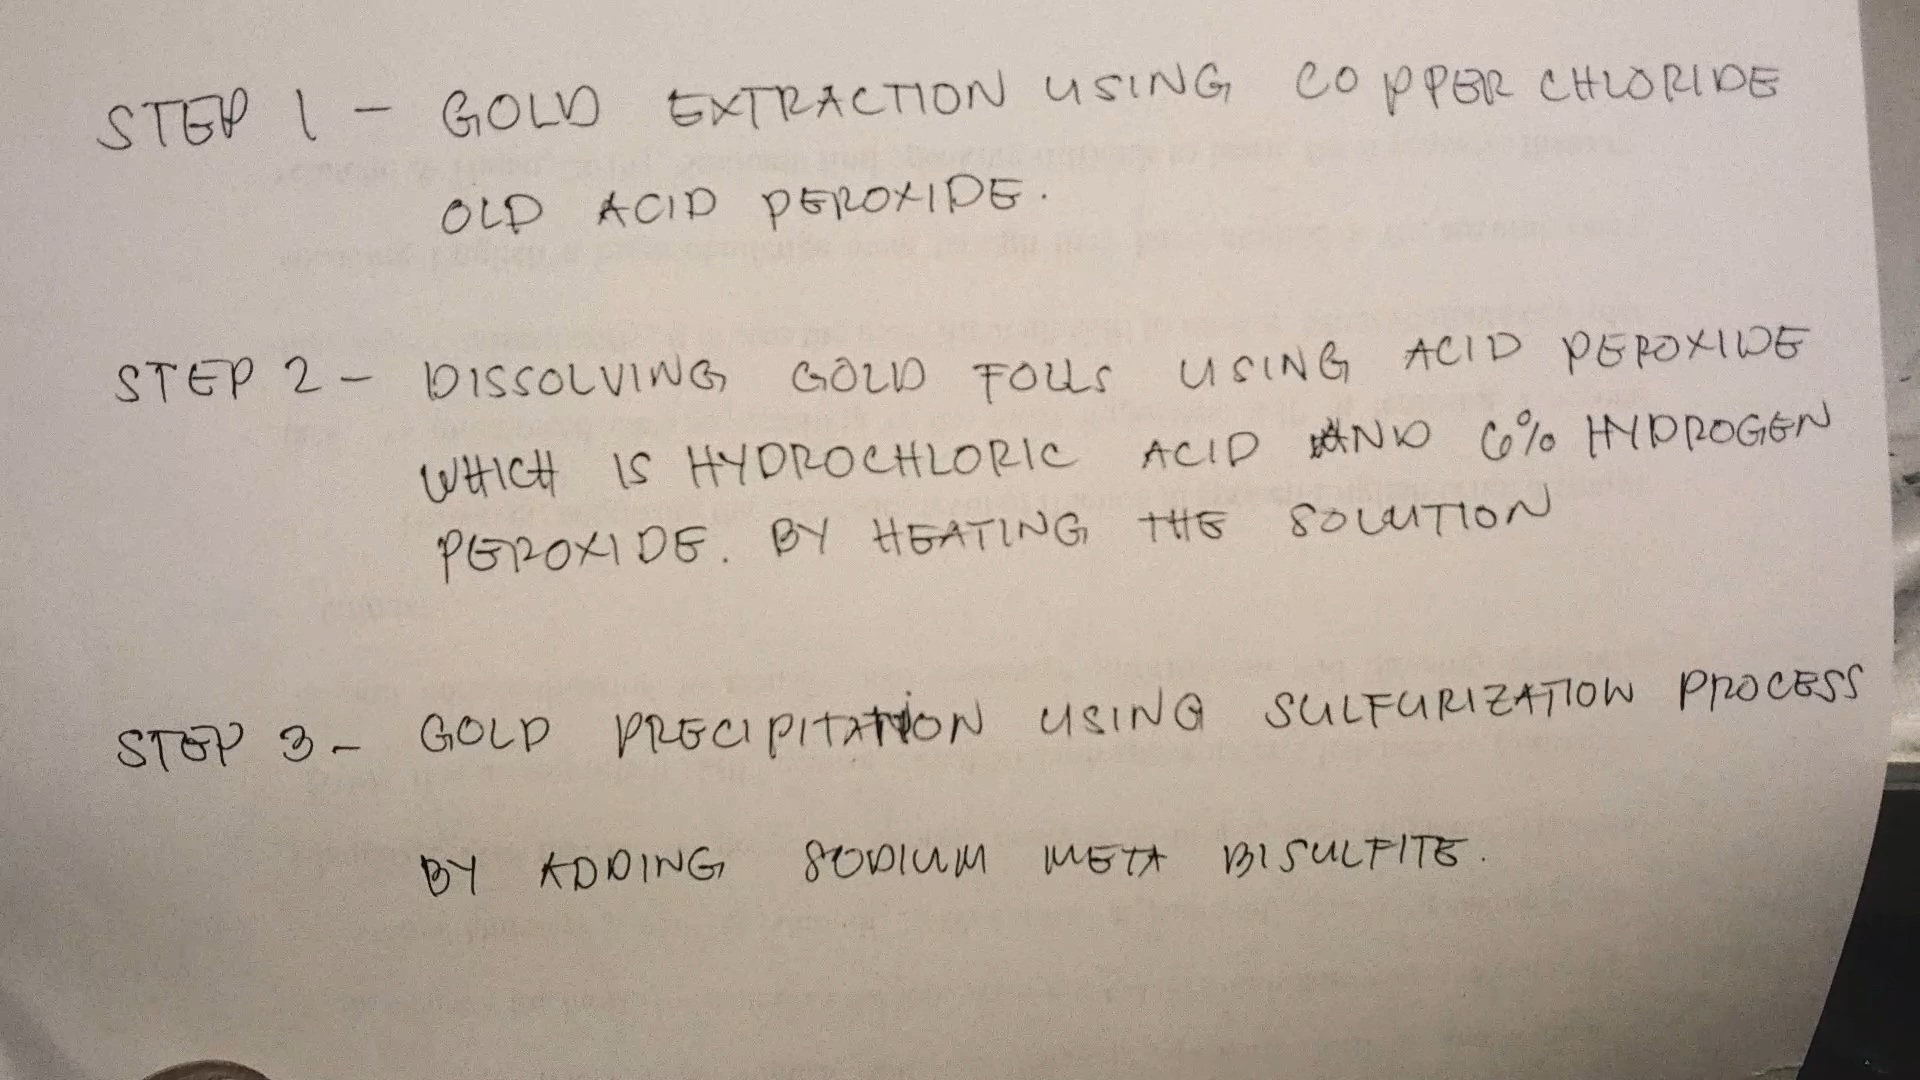 STEP 1 - GOLD EXTRACTION USING COPPER CHLORIDE
OLD ACID PEROXIDE.
STEP 2 - DISSOLVING GOLD FOILS USING ACID PEROXIDE
WHICH IS HYDROCHLORIC ACID AND 6% HYDROGEN
PEROXIDE. BY HEATING THE SOLUTION
STEP 3 - GOLD PRECIPITATION USING SULFURIZATION PROCESS
BY ADDING SODIUM META BISULFITE.